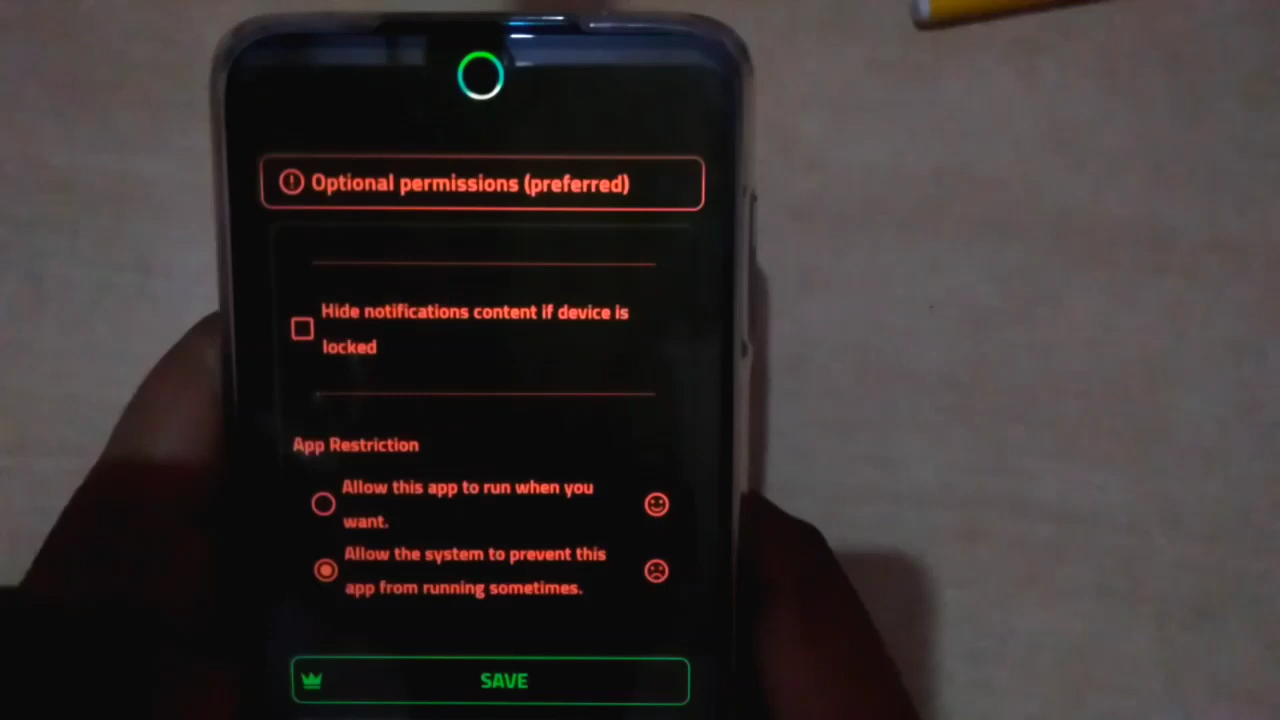 Optional permissions (preferred)
Hide notifications content if device is
locked
App Restriction
Allow this app to run when you
want.
Allow the system to prevent this
app from running sometimes.
SAVE